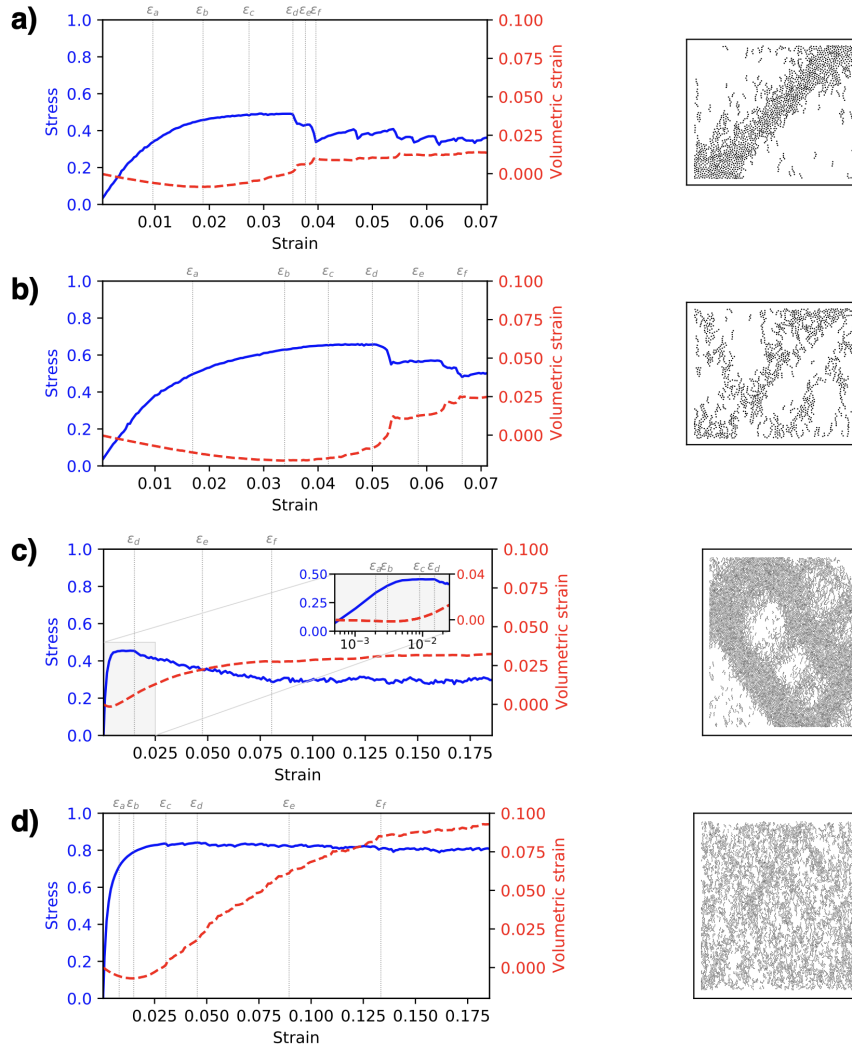 a)
ε_a ε_b ε_c ε_d ε_e ε_f
1.0 0.8 0.6 0.4 0.2 0.0
Stress
0.100 0.075 0.050 0.025 0.000
Volumetric strain
0.01 0.02 0.03 0.04 0.05 0.06 0.07
Strain
b)
ε_a ε_b ε_c ε_d ε_e ε_f
1.0 0.8 0.6 0.4 0.2 0.0
Stress
0.100 0.075 0.050 0.025 0.000
Volumetric strain
0.01 0.02 0.03 0.04 0.05 0.06 0.07
Strain
c)
ε_d ε_e ε_f
1.0 0.8 0.6 0.4 0.2 0.0
Stress
ε_a ε_b ε_c ε_d
0.50 0.25 0.00
0.04 0.00
10⁻³ 10⁻²
0.100 0.075 0.050 0.025 0.000
Volumetric strain
0.025 0.050 0.075 0.100 0.125 0.150 0.175
Strain
d)
ε_a ε_b ε_c ε_d ε_e ε_f
1.0 0.8 0.6 0.4 0.2 0.0
Stress
0.100 0.075 0.050 0.025 0.000
Volumetric strain
0.025 0.050 0.075 0.100 0.125 0.150 0.175
Strain